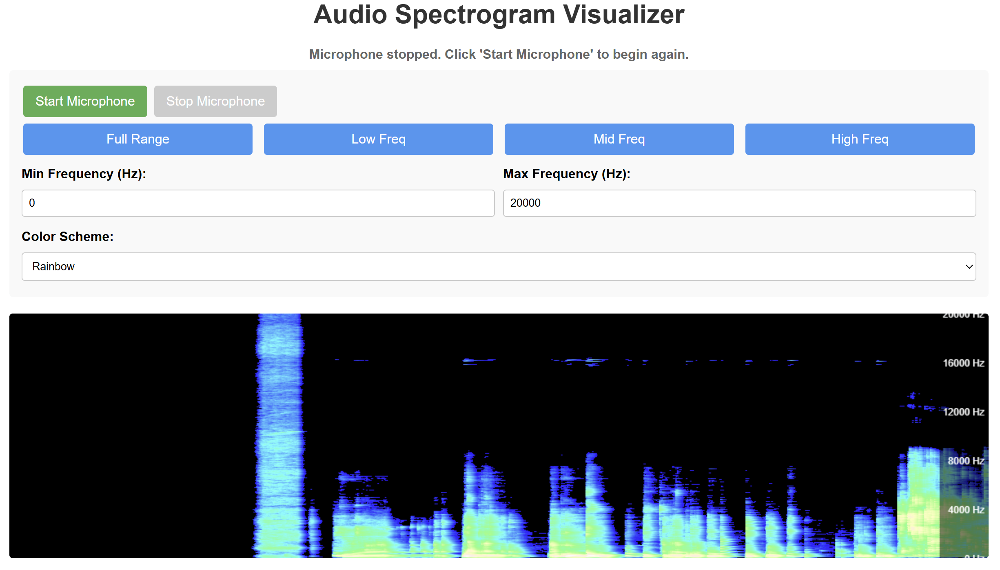 Audio Spectrogram Visualizer
Microphone stopped. Click 'Start Microphone' to begin again.
Start Microphone
Stop Microphone
Full Range
Low Freq
Mid Freq
High Freq
Min Frequency (Hz):
Max Frequency (Hz):
0
20000
Color Scheme:
Rainbow
20000 Hz
16000 Hz
12000 Hz
8000 Hz
4000 Hz
0 Hz